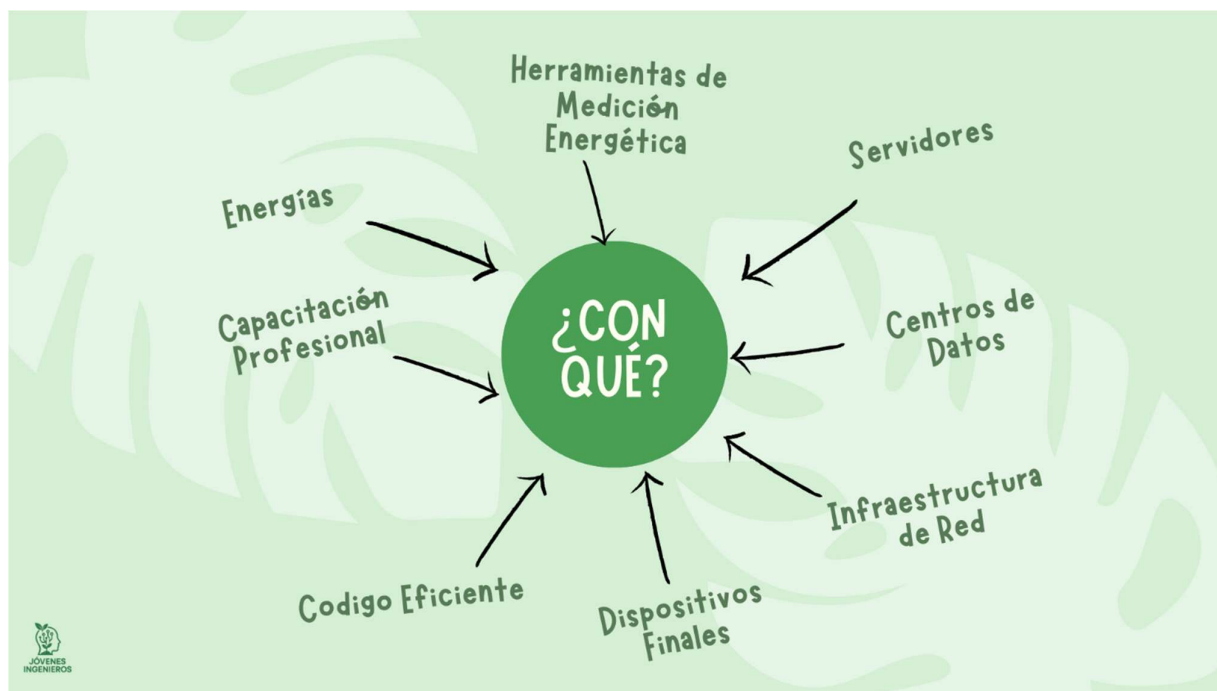 Herramientas de
Medición
Energética
Servidores
Energías
Centros de
Datos
Capacitación
Profesional
¿CON
QUÉ?
Infraestructura
de Red
Codigo Eficiente
Dispositivos
Finales
JÓVENES
INGENIEROS